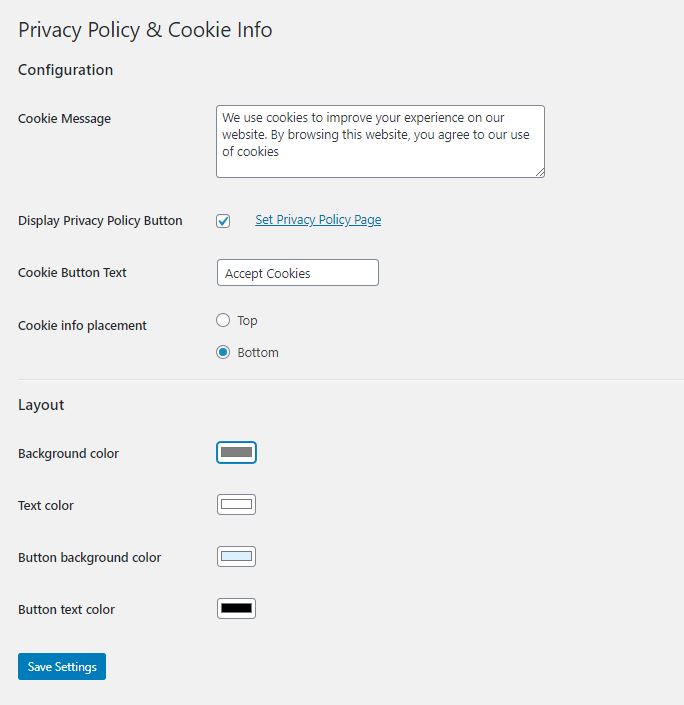 Privacy Policy & Cookie Info
Configuration
Cookie Message
We use cookies to improve your experience on our
website. By browsing this website, you agree to our use
of cookies
Display Privacy Policy Button
Set Privacy Policy Page
Cookie Button Text
Accept Cookies
Cookie info placement
Top
Bottom
Layout
Background color
Text color
Button background color
Button text color
Save Settings